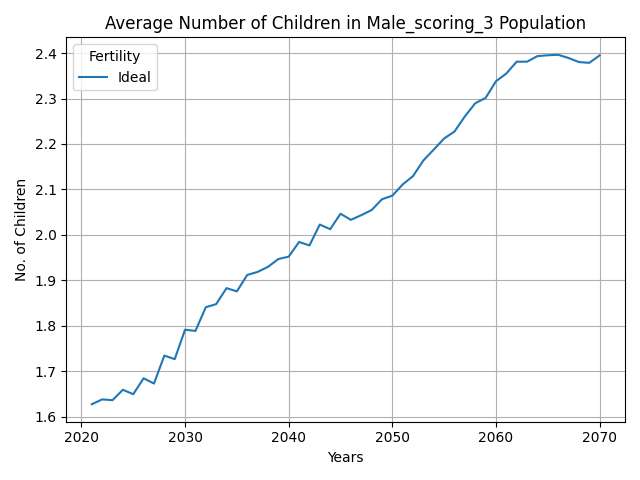 Average Number of Children in Male_scoring_3 Population
Fertility
Ideal
No. of Children
2.4
2.3
2.2
2.1
2.0
1.9
1.8
1.7
1.6
2020 2030 2040 2050 2060 2070
Years